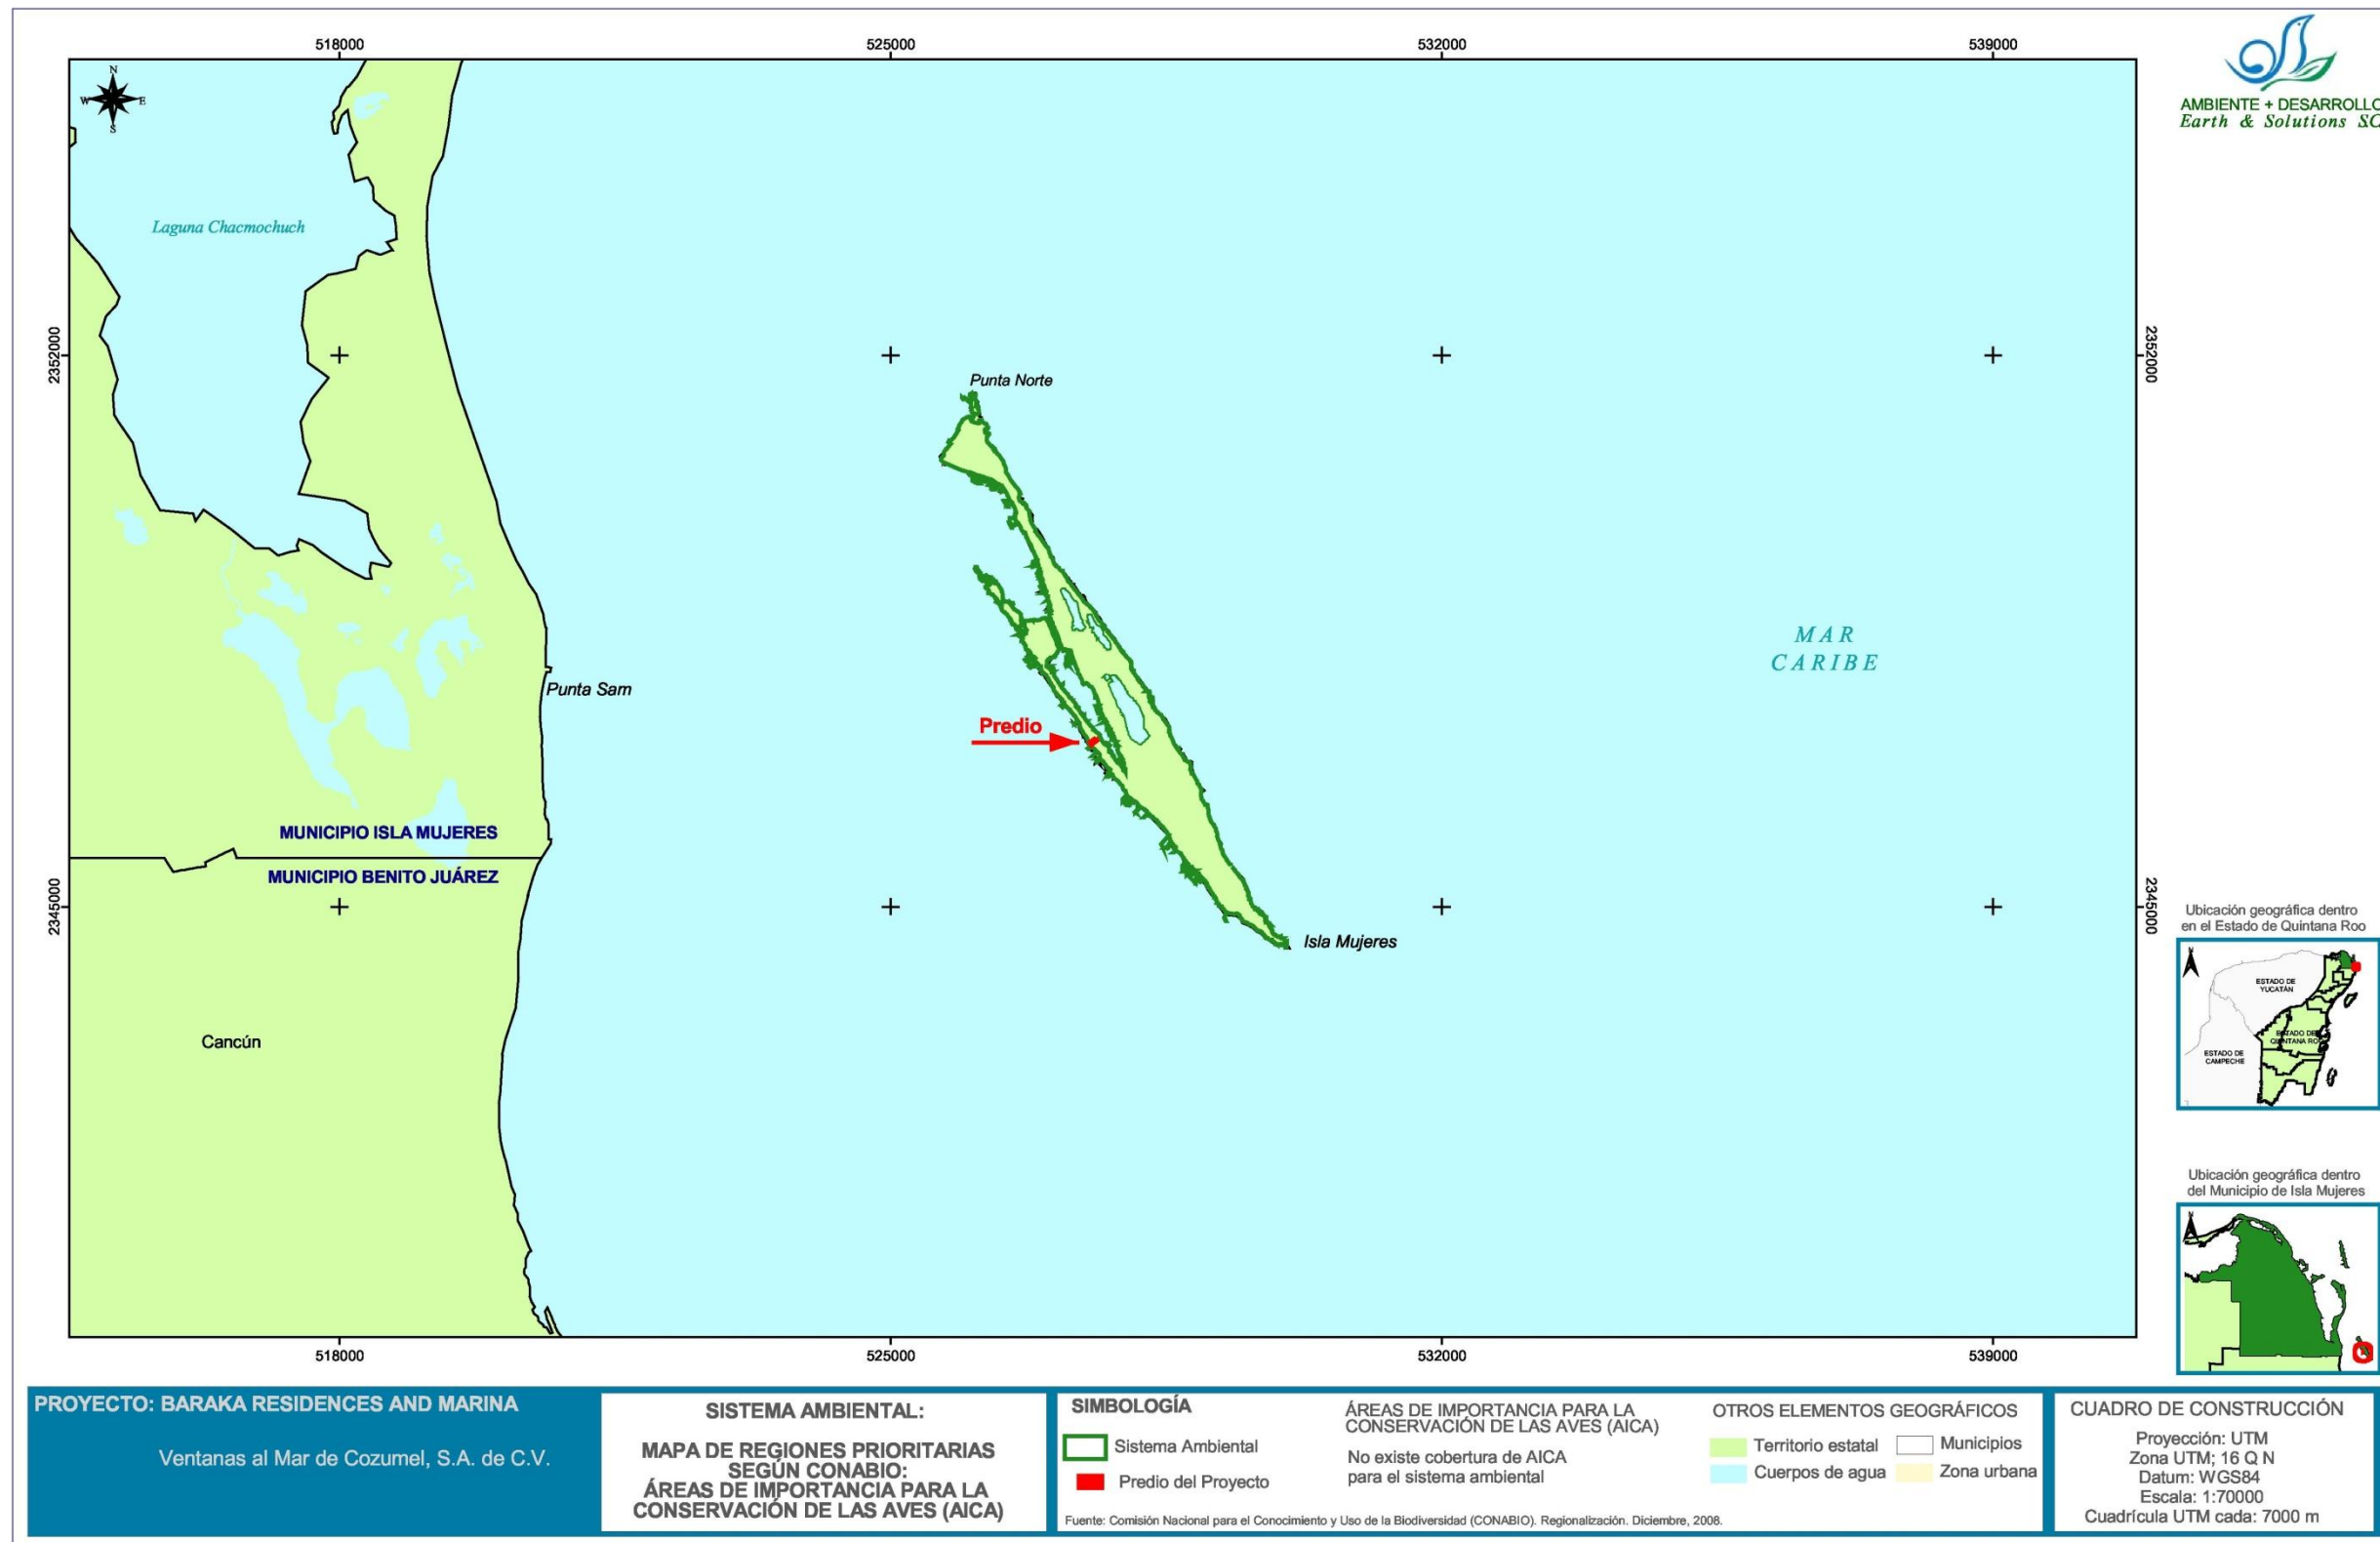 518000
525000
532000
539000
N
W
E
S
AMBIENTE + DESARROLLO
Earth & Solutions S.C
Laguna Chacmochuch
2352000
2352000
Punta Norte
MAR
CARIBE
Punta Sam
Predio
MUNICIPIO ISLA MUJERES
MUNICIPIO BENITO JUÁREZ
2345000
2345000
Isla Mujeres
Cancún
Ubicación geográfica dentro
en el Estado de Quintana Roo
N
ESTADO DE
YUCATÁN
ESTADO DE
QUINTANA ROO
ESTADO DE
CAMPECHE
Ubicación geográfica dentro
del Municipio de Isla Mujeres
N
518000
525000
532000
539000
PROYECTO: BARAKA RESIDENCES AND MARINA
Ventanas al Mar de Cozumel, S.A. de C.V.
SISTEMA AMBIENTAL:
MAPA DE REGIONES PRIORITARIAS
SEGÚN CONABIO:
ÁREAS DE IMPORTANCIA PARA LA
CONSERVACIÓN DE LAS AVES (AICA)
SIMBOLOGÍA
Sistema Ambiental
Predio del Proyecto
ÁREAS DE IMPORTANCIA PARA LA
CONSERVACIÓN DE LAS AVES (AICA)
No existe cobertura de AICA
para el sistema ambiental
OTROS ELEMENTOS GEOGRÁFICOS
Territorio estatal
Municipios
Cuerpos de agua
Zona urbana
Fuente: Comisión Nacional para el Conocimiento y Uso de la Biodiversidad (CONABIO). Regionalización. Diciembre, 2008.
CUADRO DE CONSTRUCCIÓN
Proyección: UTM
Zona UTM; 16 Q N
Datum: WGS84
Escala: 1:70000
Cuadrícula UTM cada: 7000 m